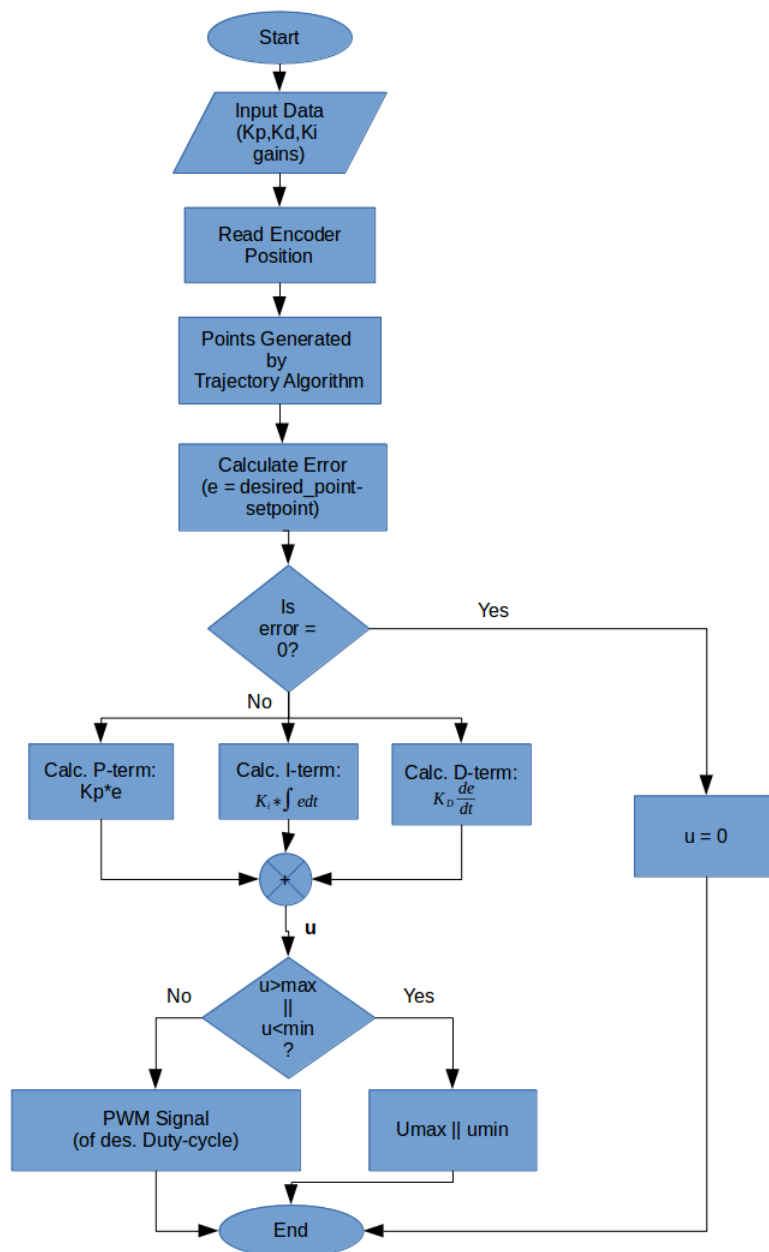 Start
Input Data
(Kp,Kd,Ki
gains)
Read Encoder
Position
Points Generated
by
Trajectory Algorithm
Calculate Error
(e = desired_point-
setpoint)
Is
error =
0?
Yes
No
Calc. P-term:
Kp*e
Calc. I-term:
K_i * ∫ edt
Calc. D-term:
K_D de/dt
u = 0
+
u
u>max
||
u<min
?
No
Yes
PWM Signal
(of des. Duty-cycle)
Umax || umin
End